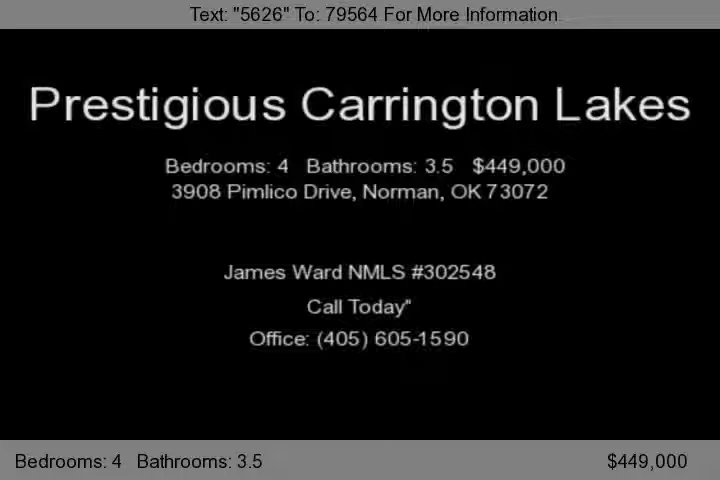 Text: "5626" To: 79564 For More Information
Prestigious Carrington Lakes
Bedrooms: 4 Bathrooms: 3.5 $449,000
3908 Pimlico Drive, Norman, OK 73072
James Ward NMLS #302548
Call Today"
Office: (405) 605-1590
Bedrooms: 4 Bathrooms: 3.5 $449,000